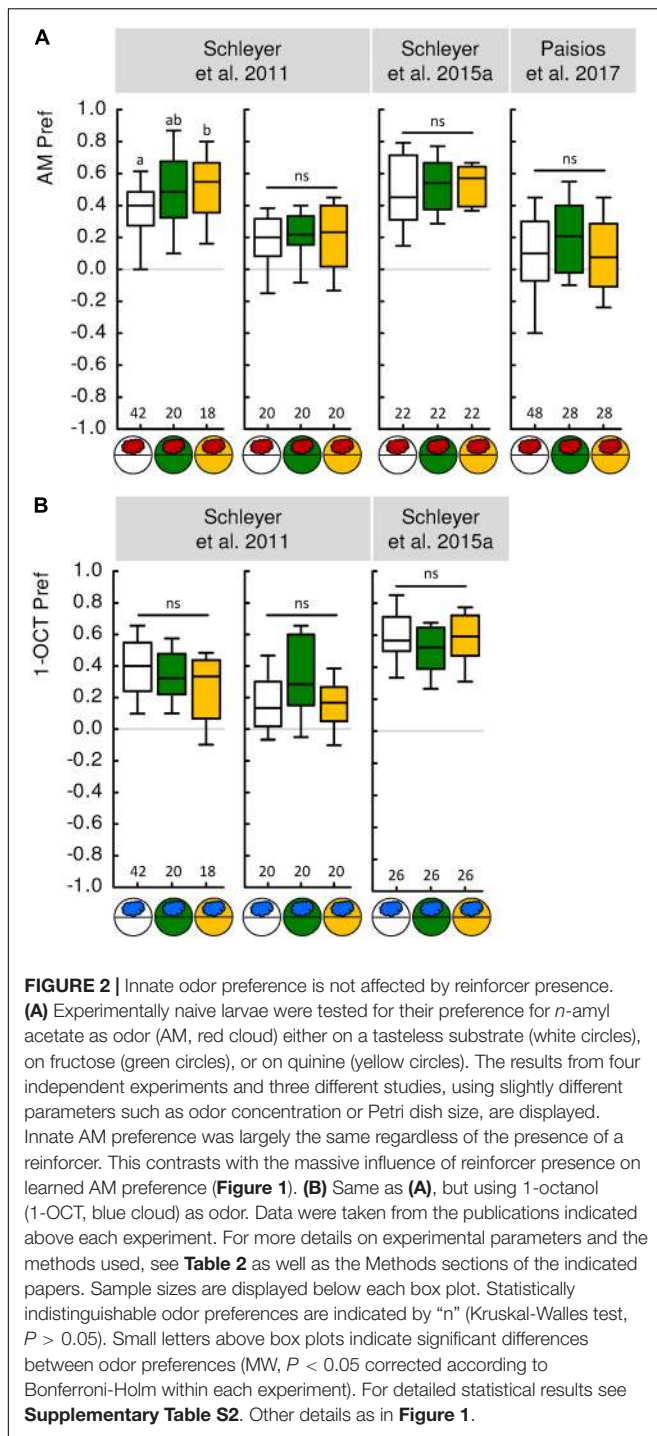 A
Schleyer et al. 2011
Schleyer et al. 2015a
Paisios et al. 2017
AM Pref
1.0
0.8
0.6
0.4
0.2
0.0
-0.2
-0.4
-0.6
-0.8
-1.0
a
ab
b
ns
ns
ns
42 20 18
20 20 20
22 22 22
48 28 28
B
Schleyer et al. 2011
Schleyer et al. 2015a
1-OCT Pref
1.0
0.8
0.6
0.4
0.2
0.0
-0.2
-0.4
-0.6
-0.8
-1.0
ns
ns
ns
42 20 18
20 20 20
26 26 26
FIGURE 2 | Innate odor preference is not affected by reinforcer presence.
(A) Experimentally naive larvae were tested for their preference for n-amyl
acetate as odor (AM, red cloud) either on a tasteless substrate (white circles),
on fructose (green circles), or on quinine (yellow circles). The results from four
independent experiments and three different studies, using slightly different
parameters such as odor concentration or Petri dish size, are displayed.
Innate AM preference was largely the same regardless of the presence of a
reinforcer. This contrasts with the massive influence of reinforcer presence on
learned AM preference (Figure 1). (B) Same as (A), but using 1-octanol
(1-OCT, blue cloud) as odor. Data were taken from the publications indicated
above each experiment. For more details on experimental parameters and the
methods used, see Table 2 as well as the Methods sections of the indicated
papers. Sample sizes are displayed below each box plot. Statistically
indistinguishable odor preferences are indicated by “n” (Kruskal-Walles test,
P > 0.05). Small letters above box plots indicate significant differences
between odor preferences (MW, P < 0.05 corrected according to
Bonferroni-Holm within each experiment). For detailed statistical results see
Supplementary Table S2. Other details as in Figure 1.